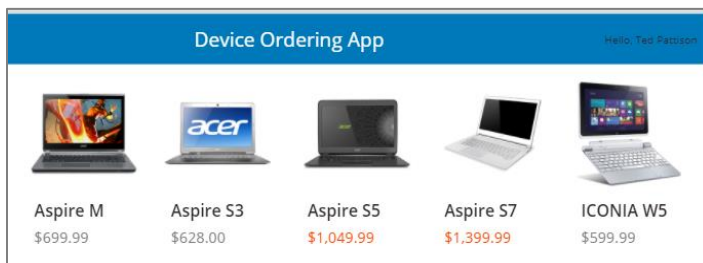 Device Ordering App
Hello, Ted Pattison
acer
Aspire M
Aspire S3
Aspire S5
Aspire S7
ICONIA W5
$699.99
$628.00
$1,049.99
$1,399.99
$599.99